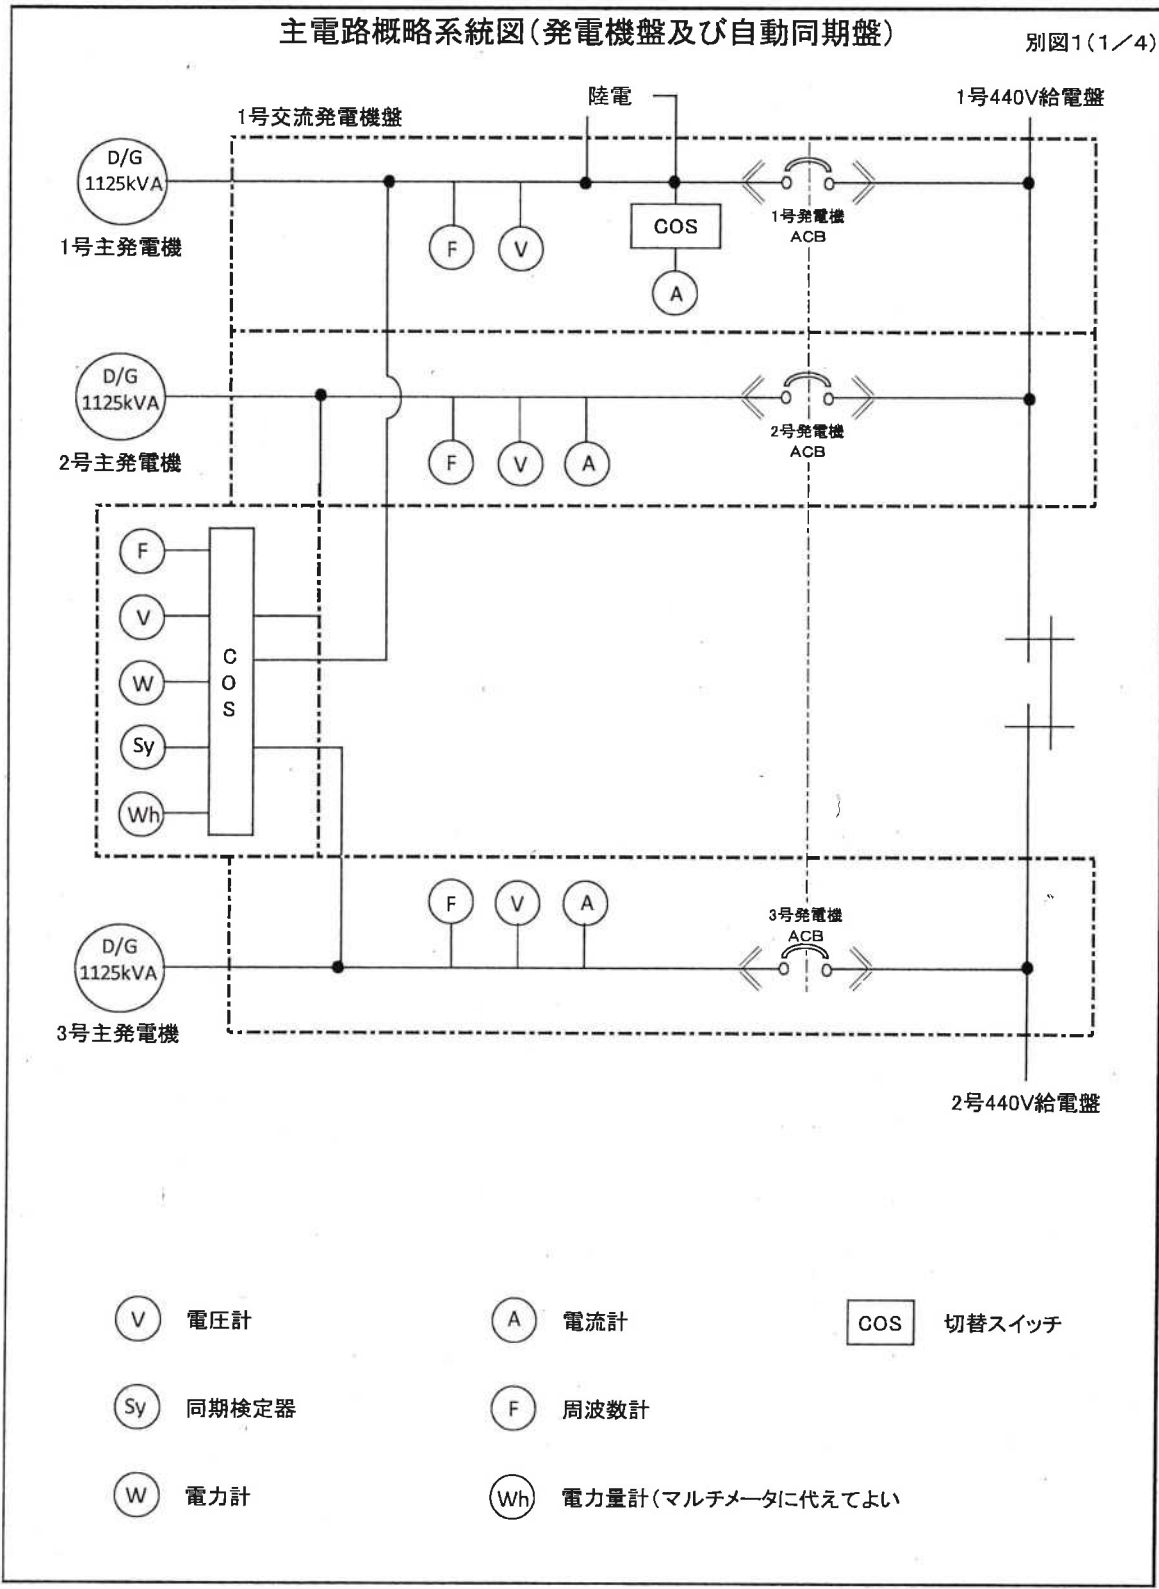 主電路概略系統図(発電機盤及び自動同期盤)
別図1(1/4)
陸電
1号440V給電盤
1号交流発電機盤
D/G
1125kVA
1号主発電機
F
V
COS
A
1号発電機
ACB
D/G
1125kVA
2号主発電機
F
V
A
2号発電機
ACB
F
V
W
Sy
Wh
C
O
S
F
V
A
3号発電機
ACB
D/G
1125kVA
3号主発電機
2号440V給電盤
V 電圧計
A 電流計
COS 切替スイッチ
Sy 同期検定器
F 周波数計
W 電力計
Wh 電力量計(マルチメータに代えてよい